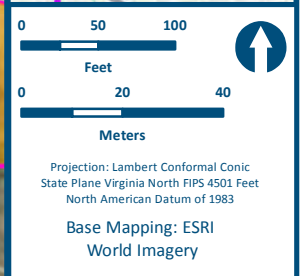 0 50 100
Feet
0 20 40
Meters
Projection: Lambert Conformal Conic
State Plane Virginia North FIPS 4501 Feet
North American Datum of 1983
Base Mapping: ESRI
World Imagery